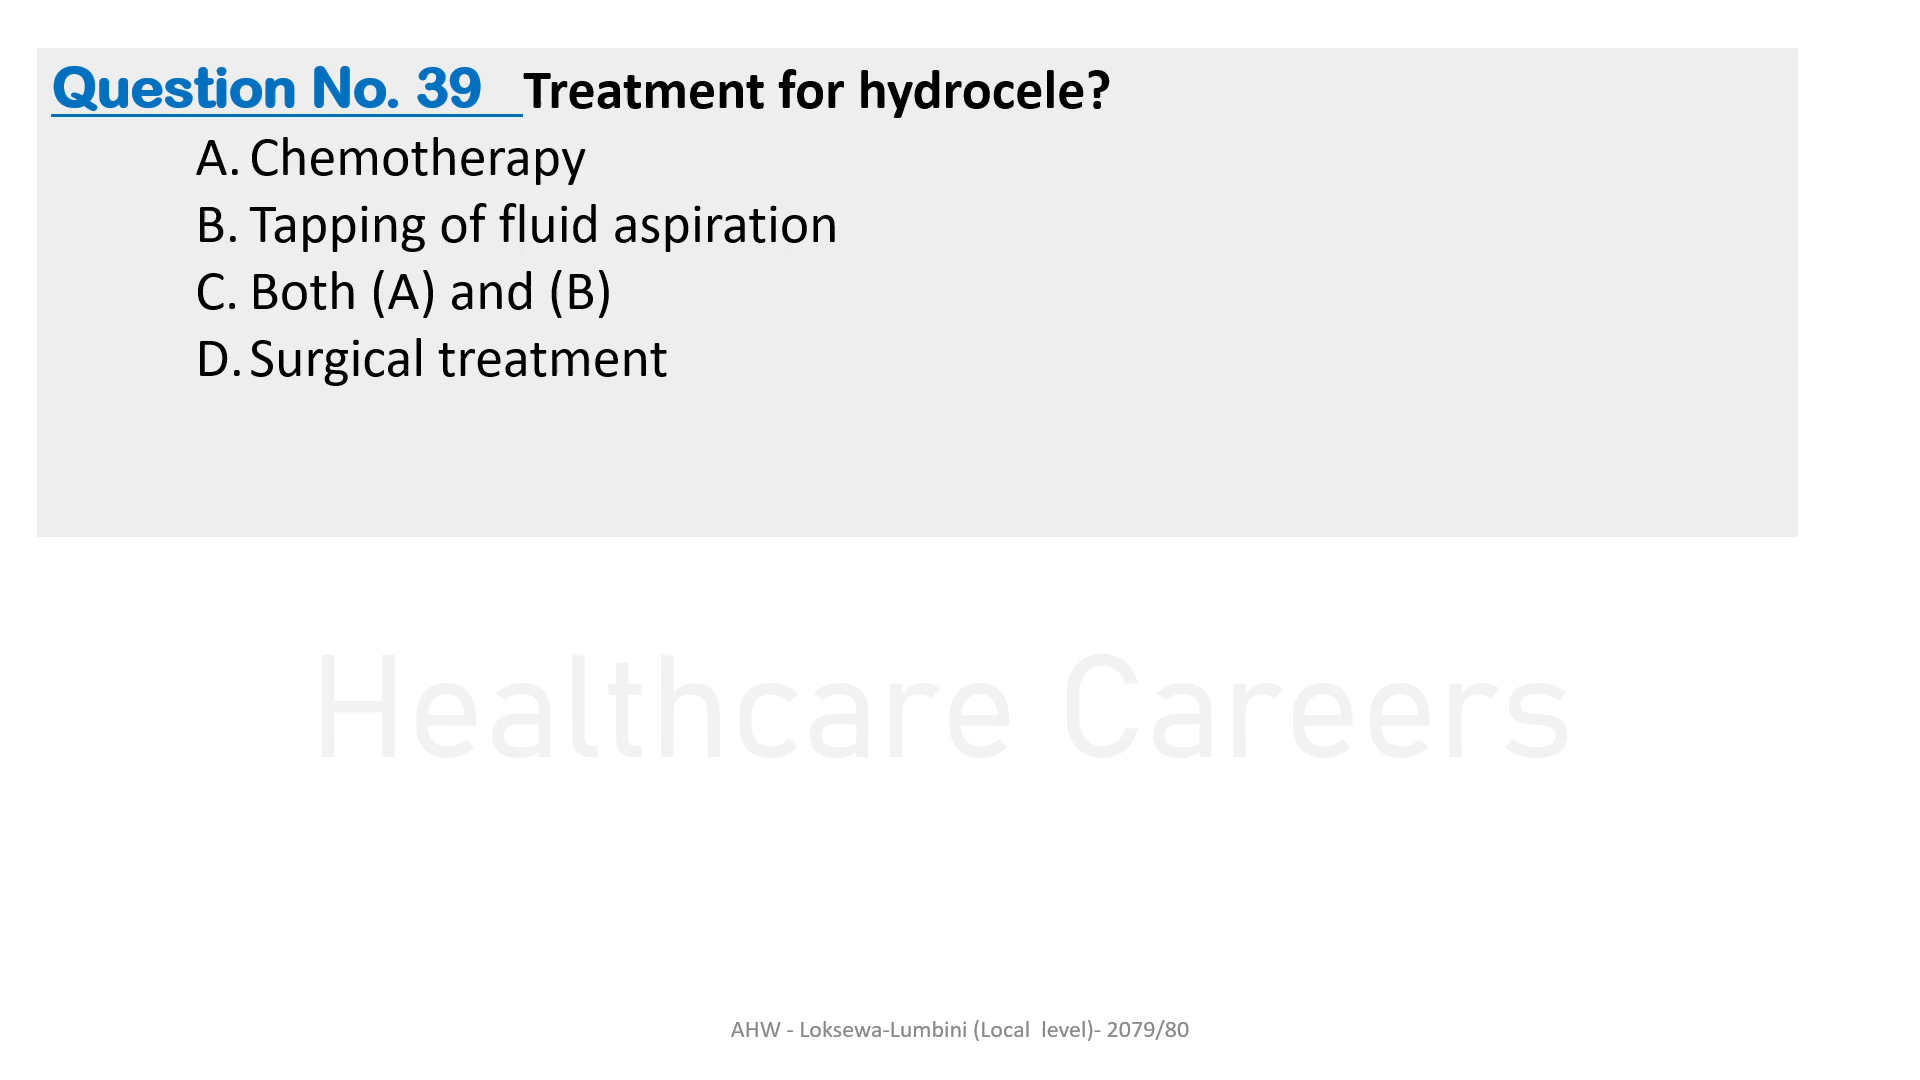 Question No. 39 Treatment for hydrocele?
A. Chemotherapy
B. Tapping of fluid aspiration
C. Both (A) and (B)
D. Surgical treatment
Healthcare Careers
AHW - Loksewa-Lumbini (Local level)- 2079/80